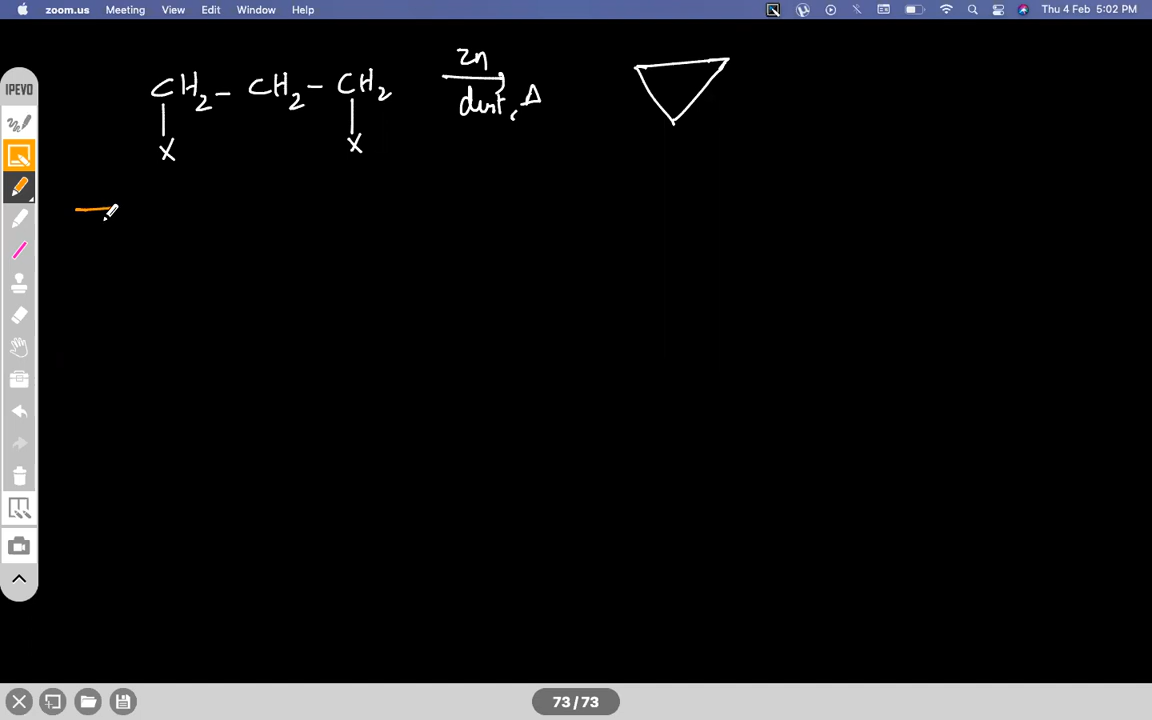 zoom.us Meeting View Edit Window Help Thu 4 Feb 5:02 PM
IPEVO
CH2 - CH2 - CH2 Zn
dust, Δ
X X
73/73